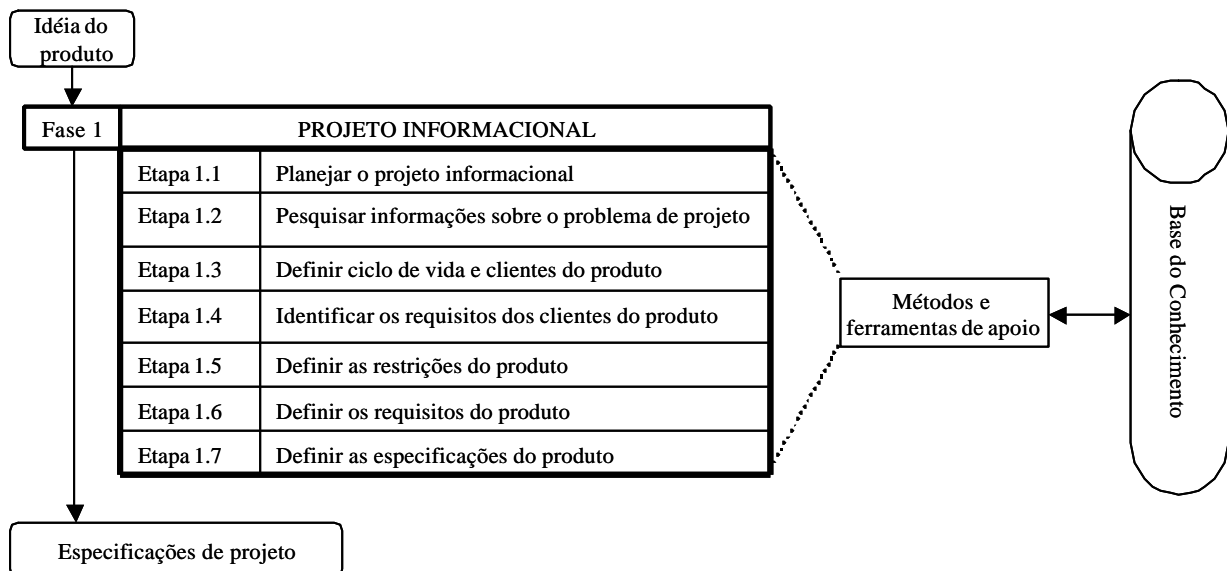 Idéia do
produto
Fase 1
PROJETO INFORMACIONAL
Etapa 1.1
Planejar o projeto informacional
Etapa 1.2
Pesquisar informações sobre o problema de projeto
Etapa 1.3
Definir ciclo de vida e clientes do produto
Etapa 1.4
Identificar os requisitos dos clientes do produto
Etapa 1.5
Definir as restrições do produto
Etapa 1.6
Definir os requisitos do produto
Etapa 1.7
Definir as especificações do produto
Métodos e
ferramentas de apoio
Base do Conhecimento
Especificações de projeto